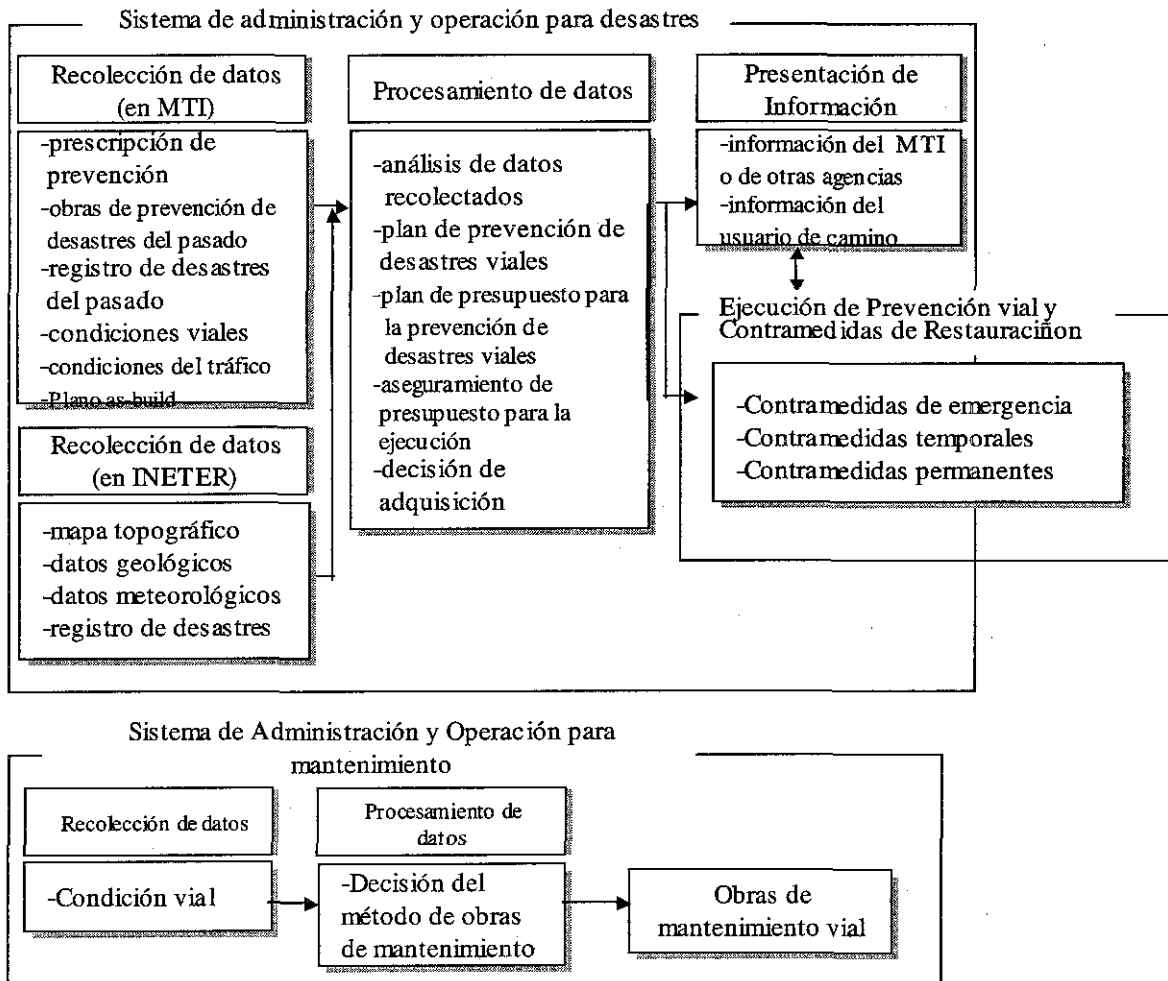 Sistema de administración y operación para desastres
Recolección de datos
(en MTI)
-prescripción de
prevención
-obras de prevención de
desastres del pasado
-registro de desastres
del pasado
-condiciones viales
-condiciones del tráfico
-Plano as-build
Recolección de datos
(en INETER)
-mapa topográfico
-datos geológicos
-datos meteorológicos
-registro de desastres
Procesamiento de datos
-análisis de datos
recolectados
-plan de prevención de
desastres viales
-plan de presupuesto para
la prevención de
desastres viales
-aseguramiento de
presupuesto para la
ejecución
-decisión de
adquisición
Presentación de
Información
-información del MTI
o de otras agencias
-información del
usuario de camino
Ejecución de Prevención vial y
Contramedidas de Restauraciñon
-Contramedidas de emergencia
-Contramedidas temporales
-Contramedidas permanentes
Sistema de Administración y Operación para
mantenimiento
Recolección de datos
-Condición vial
Procesamiento de
datos
-Decisión del
método de obras
de mantenimiento
Obras de
mantenimiento vial